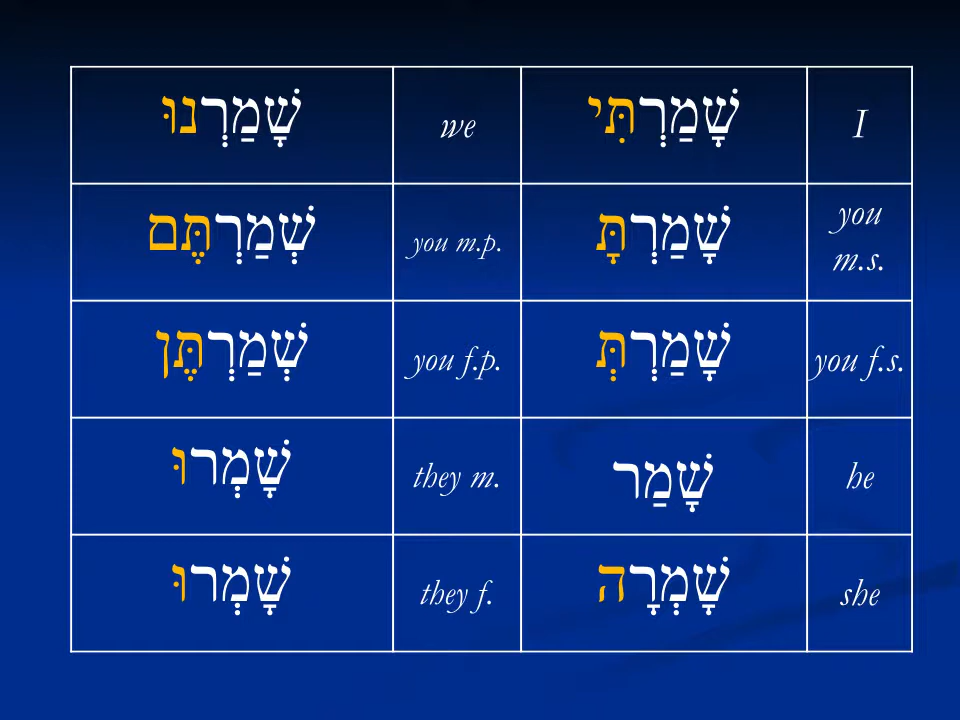 I שָׁמַרְתִּי we שָׁמַרְנוּ
you
m.s. שָׁמַרְתָּ you m.p. שְׁמַרְתֶּם
you f.s. שָׁמַרְתְּ you f.p. שְׁמַרְתֶּן
he שָׁמַר they m. שָׁמְרוּ
she שָׁמְרָה they f. שָׁמְרוּ